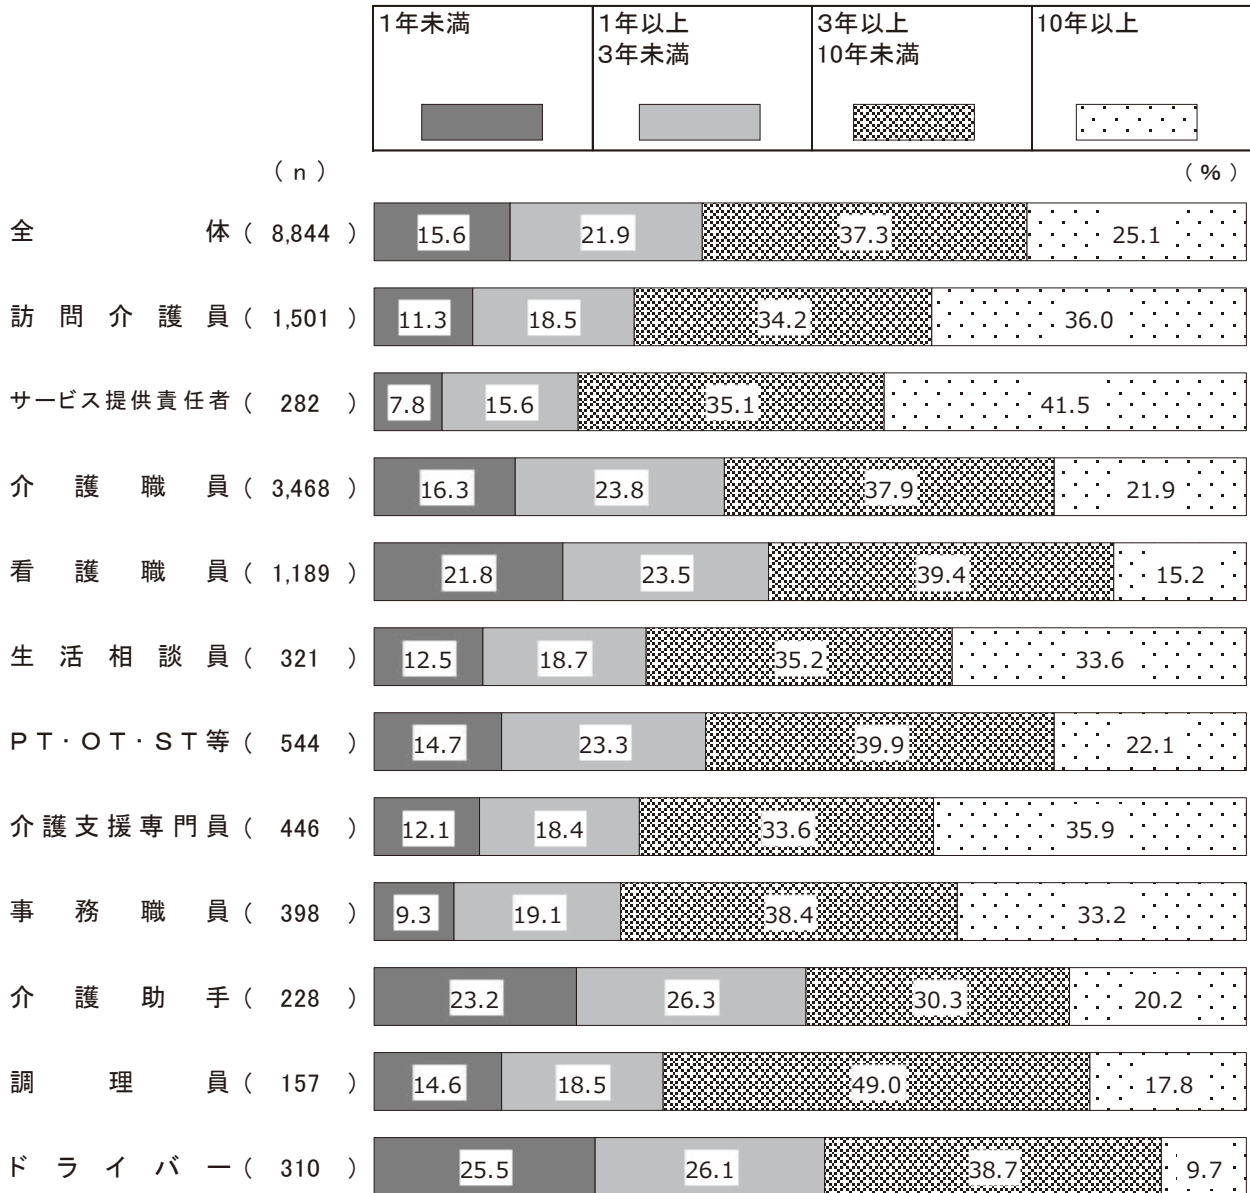 1年未満 1年以上 3年以上 10年以上
3年未満 10年未満
（ｎ） （％）
全体（ 8,844 ） 15.6 21.9 37.3 25.1
訪問介護員（ 1,501 ） 11.3 18.5 34.2 36.0
サービス提供責任者（ 282 ） 7.8 15.6 35.1 41.5
介護職員（ 3,468 ） 16.3 23.8 37.9 21.9
看護職員（ 1,189 ） 21.8 23.5 39.4 15.2
生活相談員（ 321 ） 12.5 18.7 35.2 33.6
ＰＴ・ＯＴ・ＳＴ等（ 544 ） 14.7 23.3 39.9 22.1
介護支援専門員（ 446 ） 12.1 18.4 33.6 35.9
事務職員（ 398 ） 9.3 19.1 38.4 33.2
介護助手（ 228 ） 23.2 26.3 30.3 20.2
調理員（ 157 ） 14.6 18.5 49.0 17.8
ドライバー（ 310 ） 25.5 26.1 38.7 9.7